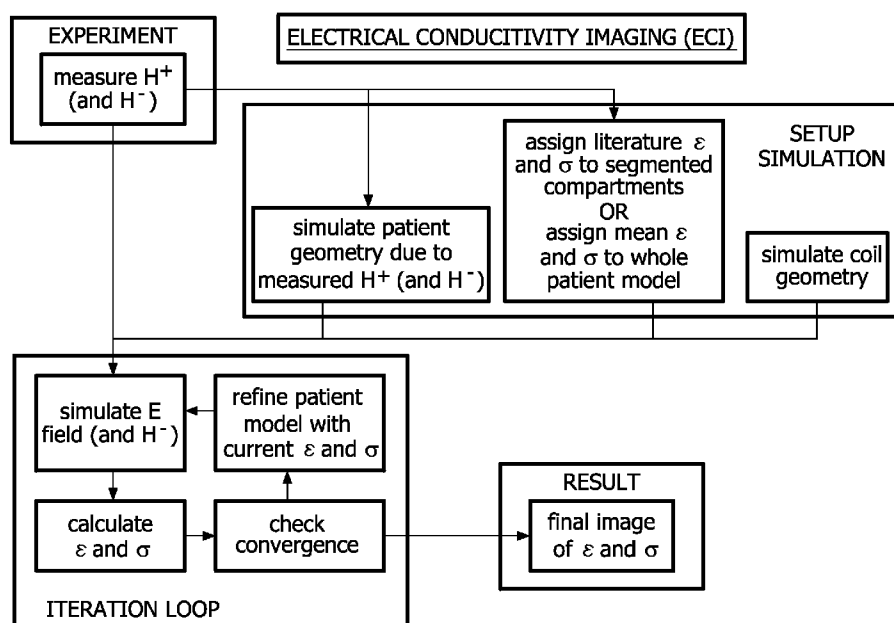 EXPERIMENT
measure H+
(and H-)
ELECTRICAL CONDUCITIVITY IMAGING (ECI)
SETUP
SIMULATION
assign literature ε
and σ to segmented
compartments
OR
assign mean ε
and σ to whole
patient model
simulate patient
geometry due to
measured H+ (and H-)
simulate coil
geometry
simulate E
field (and H-)
refine patient
model with
current ε and σ
calculate
ε and σ
check
convergence
ITERATION LOOP
RESULT
final image
of ε and σ